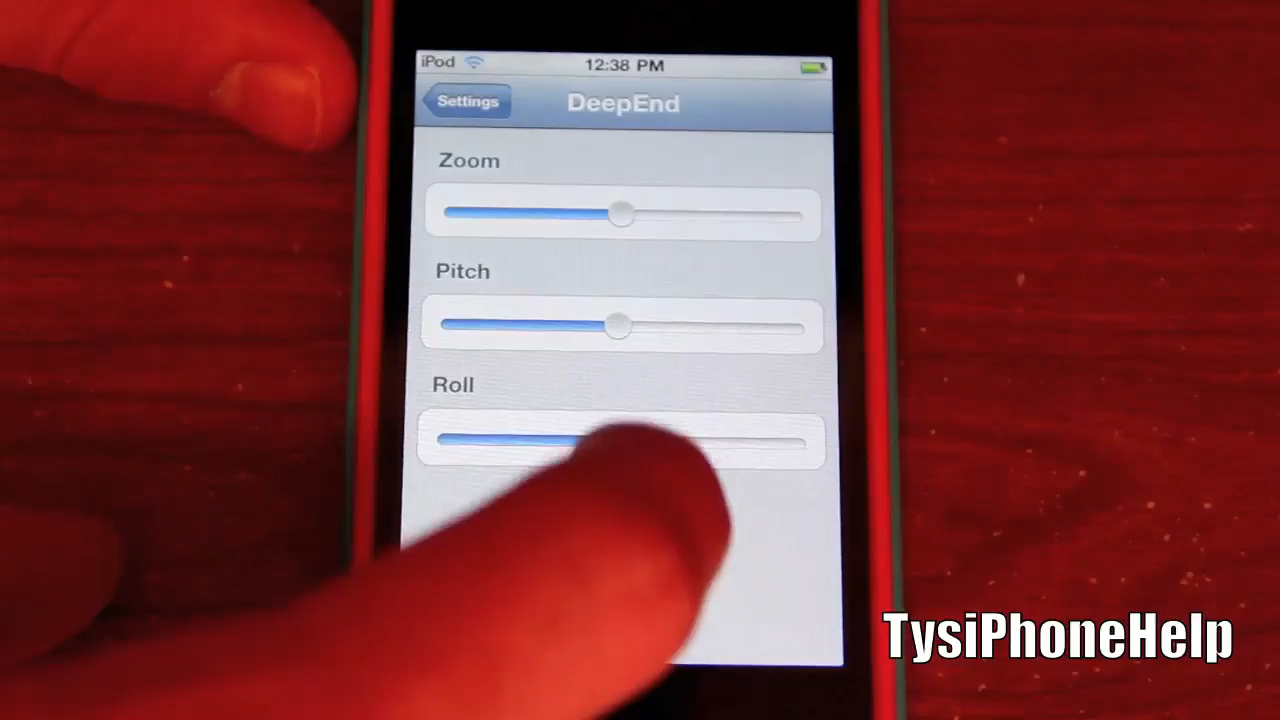 iPod 12:38 PM
Settings DeepEnd
Zoom
Pitch
Roll
TysiPhoneHelp